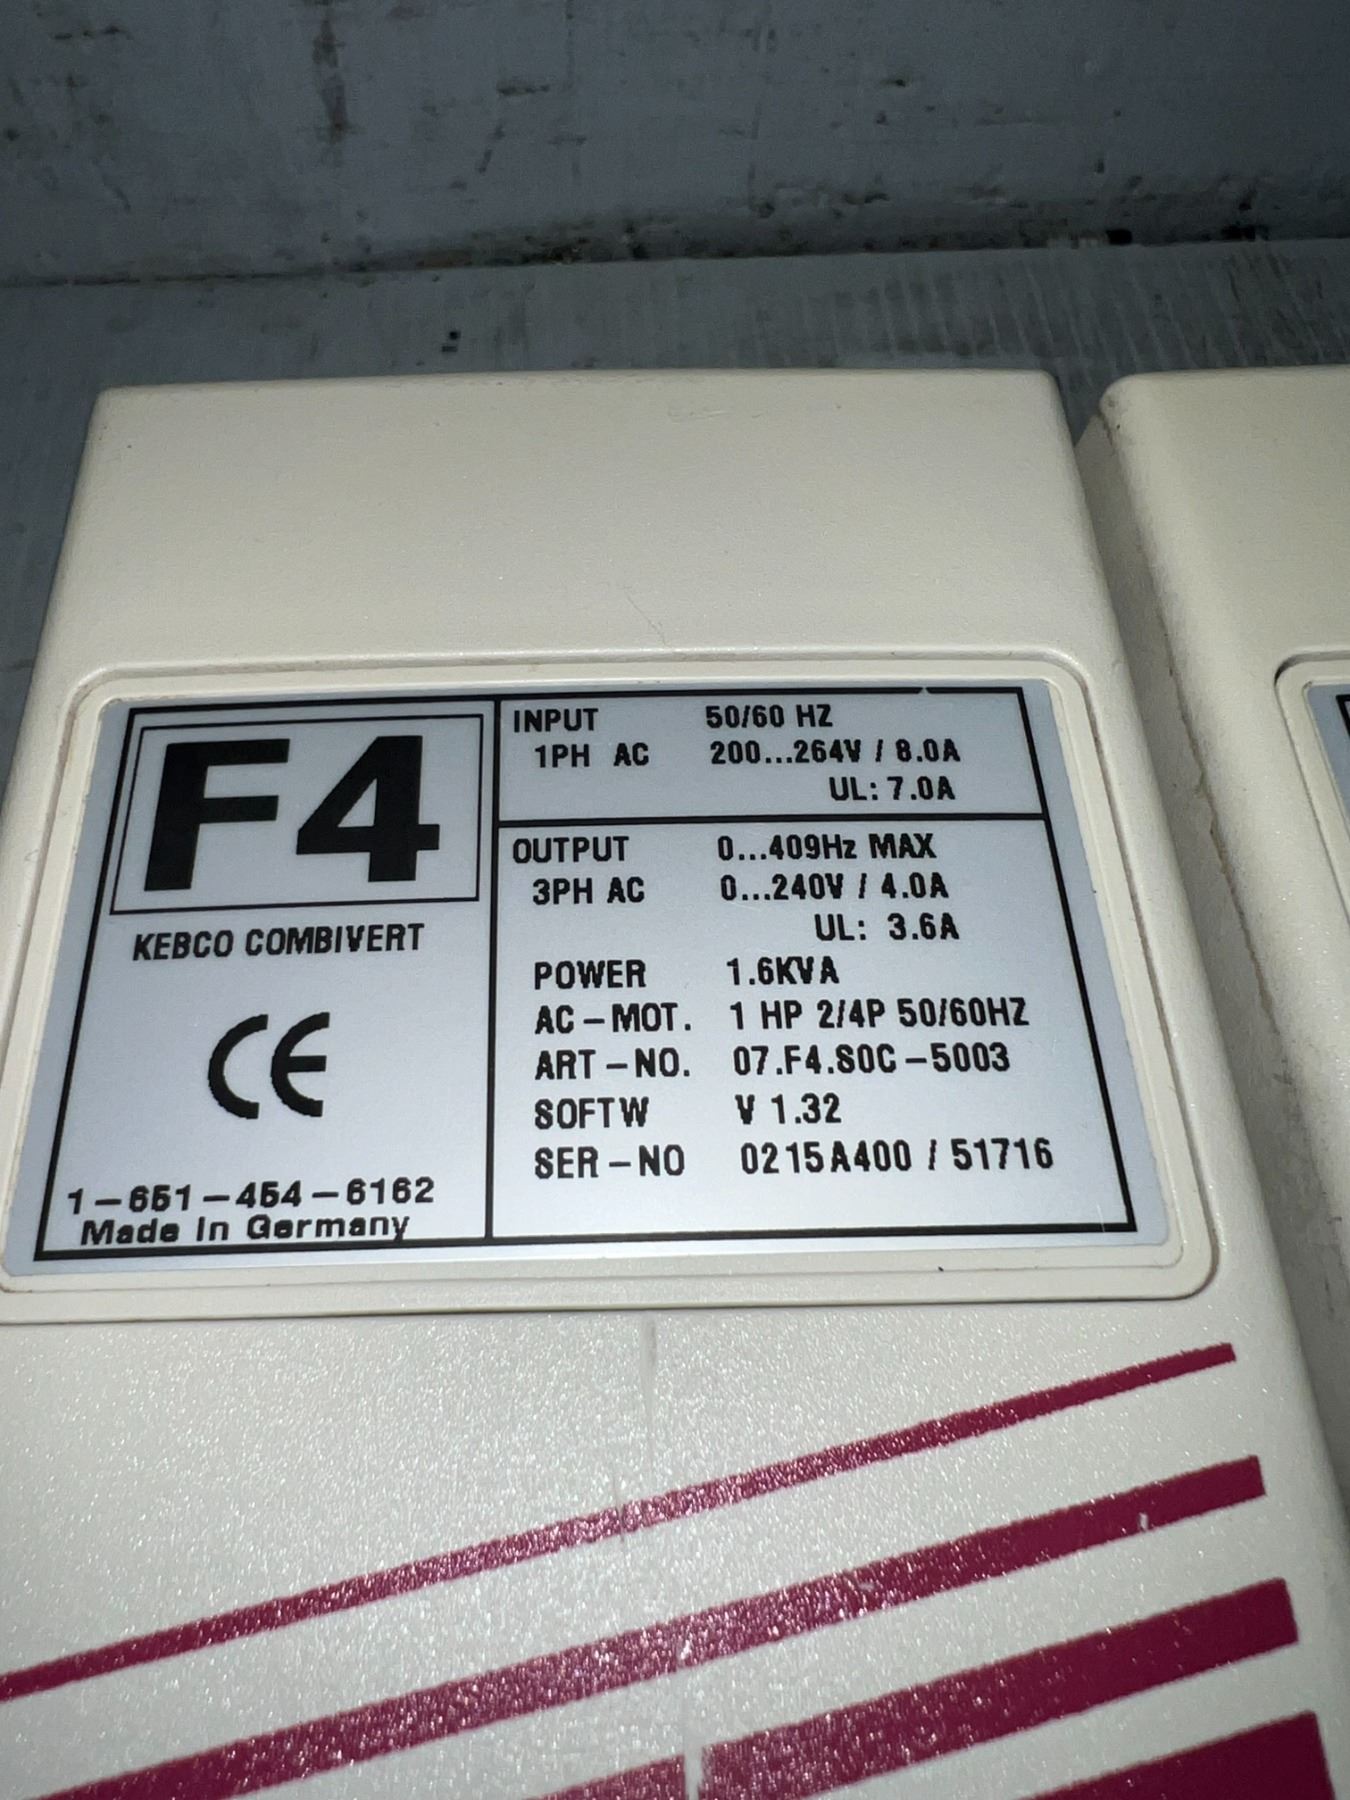 F4
KEBCO COMBIVERT
CE
1-651-454-6162
Made In Germany
INPUT 50/60 HZ
1PH AC 200...264V / 8.0A
UL: 7.0A
OUTPUT 0...409Hz MAX
3PH AC 0...240V / 4.0A
UL: 3.6A
POWER 1.6KVA
AC-MOT. 1 HP 2/4P 50/60HZ
ART-NO. 07.F4.S0C-5003
SOFTW V 1.32
SER-NO 0215A400 / 51716